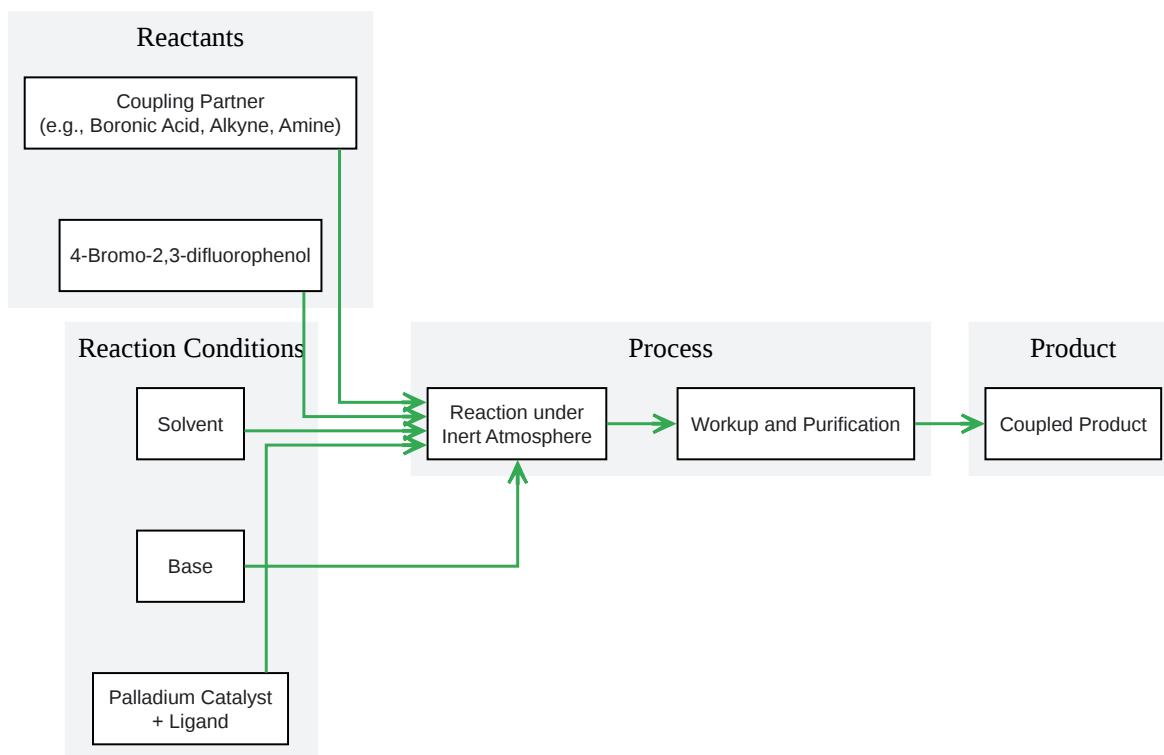 Reactants
Coupling Partner
(e.g., Boronic Acid, Alkyne, Amine)
4-Bromo-2,3-difluorophenol
Reaction Conditions
Solvent
Base
Palladium Catalyst
+ Ligand
Process
Reaction under
Inert Atmosphere
Workup and Purification
Product
Coupled Product